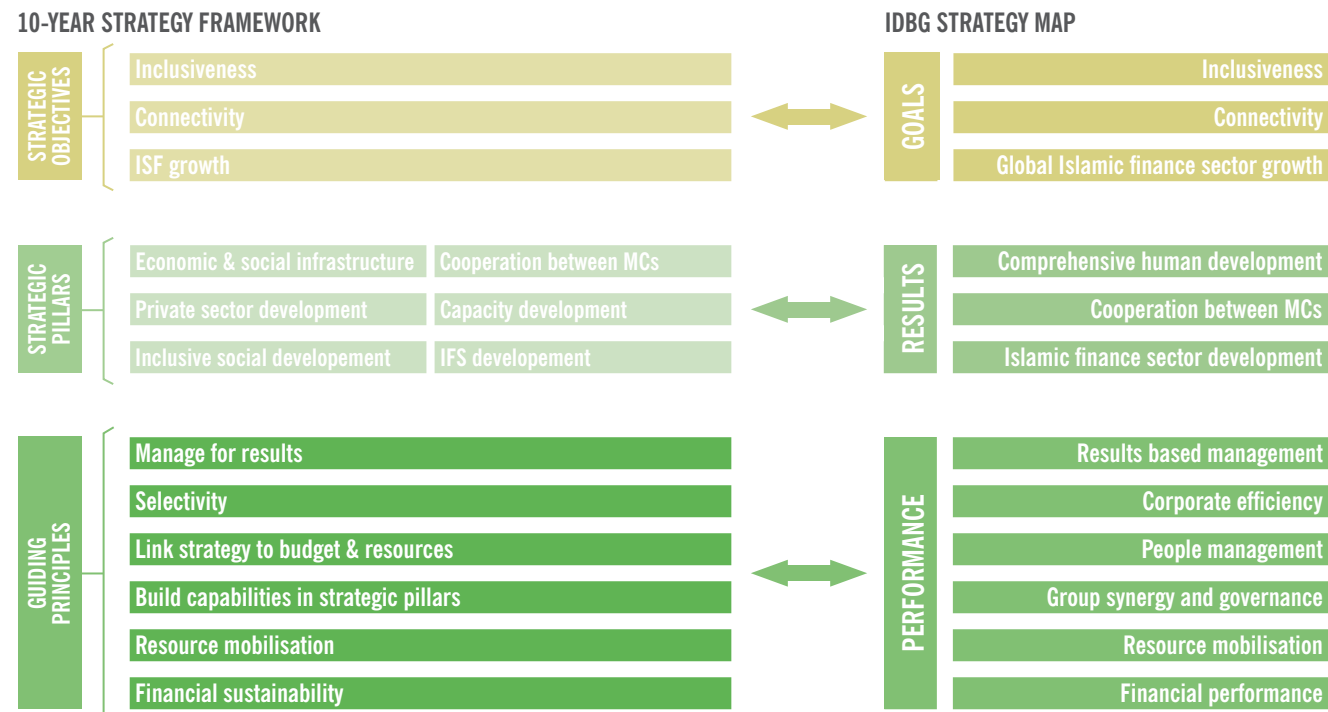 10-YEAR STRATEGY FRAMEWORK
IDBG STRATEGY MAP
STRATEGIC
OBJECTIVES
Inclusiveness
Connectivity
ISF growth
GOALS
Inclusiveness
Connectivity
Global Islamic finance sector growth
STRATEGIC
PILLARS
Economic & social infrastructure
Cooperation between MCs
Private sector development
Capacity development
Inclusive social developement
IFS developement
RESULTS
Comprehensive human development
Cooperation between MCs
Islamic finance sector development
GUIDING
PRINCIPLES
Manage for results
Selectivity
Link strategy to budget & resources
Build capabilities in strategic pillars
Resource mobilisation
Financial sustainability
PERFORMANCE
Results based management
Corporate efficiency
People management
Group synergy and governance
Resource mobilisation
Financial performance